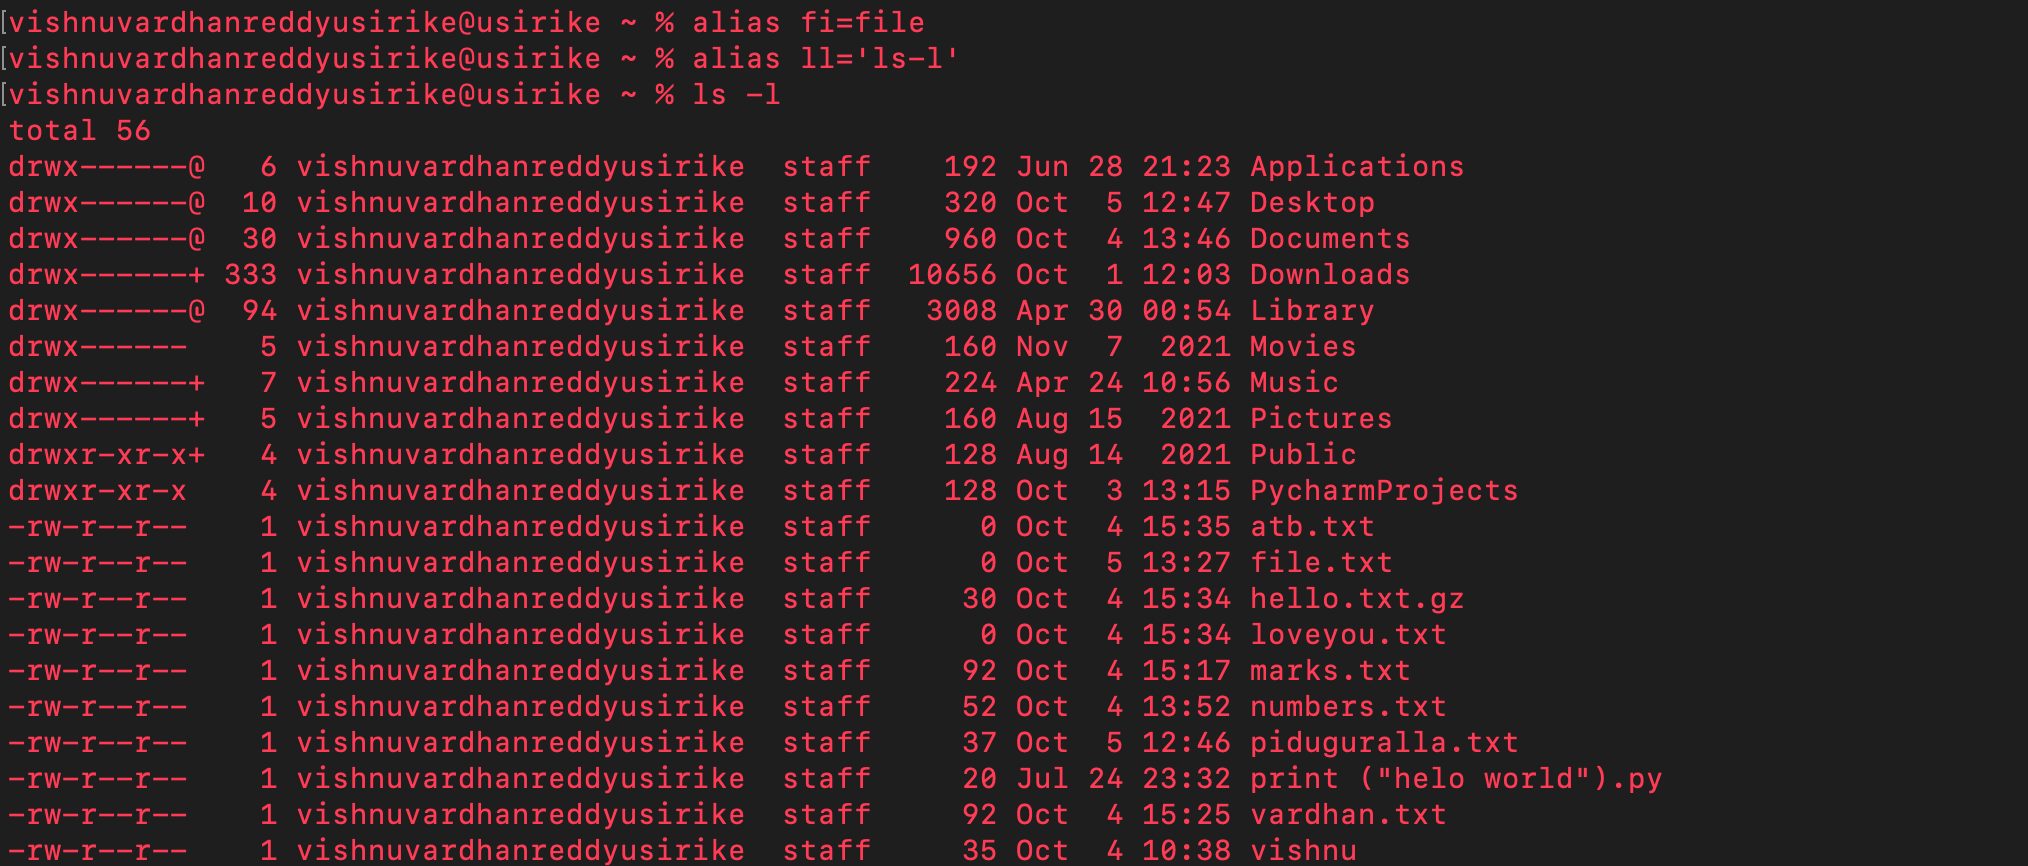 [vishnuvardhanreddyusirike@usirike ~ % alias fi=file
[vishnuvardhanreddyusirike@usirike ~ % alias ll='ls-l'
[vishnuvardhanreddyusirike@usirike ~ % ls -l
total 56
drwx------@   6 vishnuvardhanreddyusirike  staff    192 Jun 28 21:23 Applications
drwx------@  10 vishnuvardhanreddyusirike  staff    320 Oct  5 12:47 Desktop
drwx------@  30 vishnuvardhanreddyusirike  staff    960 Oct  4 13:46 Documents
drwx------+ 333 vishnuvardhanreddyusirike  staff  10656 Oct  1 12:03 Downloads
drwx------@  94 vishnuvardhanreddyusirike  staff   3008 Apr 30 00:54 Library
drwx------    5 vishnuvardhanreddyusirike  staff    160 Nov  7  2021 Movies
drwx------+   7 vishnuvardhanreddyusirike  staff    224 Apr 24 10:56 Music
drwx------+   5 vishnuvardhanreddyusirike  staff    160 Aug 15  2021 Pictures
drwxr-xr-x+   4 vishnuvardhanreddyusirike  staff    128 Aug 14  2021 Public
drwxr-xr-x    4 vishnuvardhanreddyusirike  staff    128 Oct  3 13:15 PycharmProjects
-rw-r--r--    1 vishnuvardhanreddyusirike  staff      0 Oct  4 15:35 atb.txt
-rw-r--r--    1 vishnuvardhanreddyusirike  staff      0 Oct  5 13:27 file.txt
-rw-r--r--    1 vishnuvardhanreddyusirike  staff     30 Oct  4 15:34 hello.txt.gz
-rw-r--r--    1 vishnuvardhanreddyusirike  staff      0 Oct  4 15:34 loveyou.txt
-rw-r--r--    1 vishnuvardhanreddyusirike  staff     92 Oct  4 15:17 marks.txt
-rw-r--r--    1 vishnuvardhanreddyusirike  staff     52 Oct  4 13:52 numbers.txt
-rw-r--r--    1 vishnuvardhanreddyusirike  staff     37 Oct  5 12:46 piduguralla.txt
-rw-r--r--    1 vishnuvardhanreddyusirike  staff     20 Jul 24 23:32 print ("helo world").py
-rw-r--r--    1 vishnuvardhanreddyusirike  staff     92 Oct  4 15:25 vardhan.txt
-rw-r--r--    1 vishnuvardhanreddyusirike  staff     35 Oct  4 10:38 vishnu